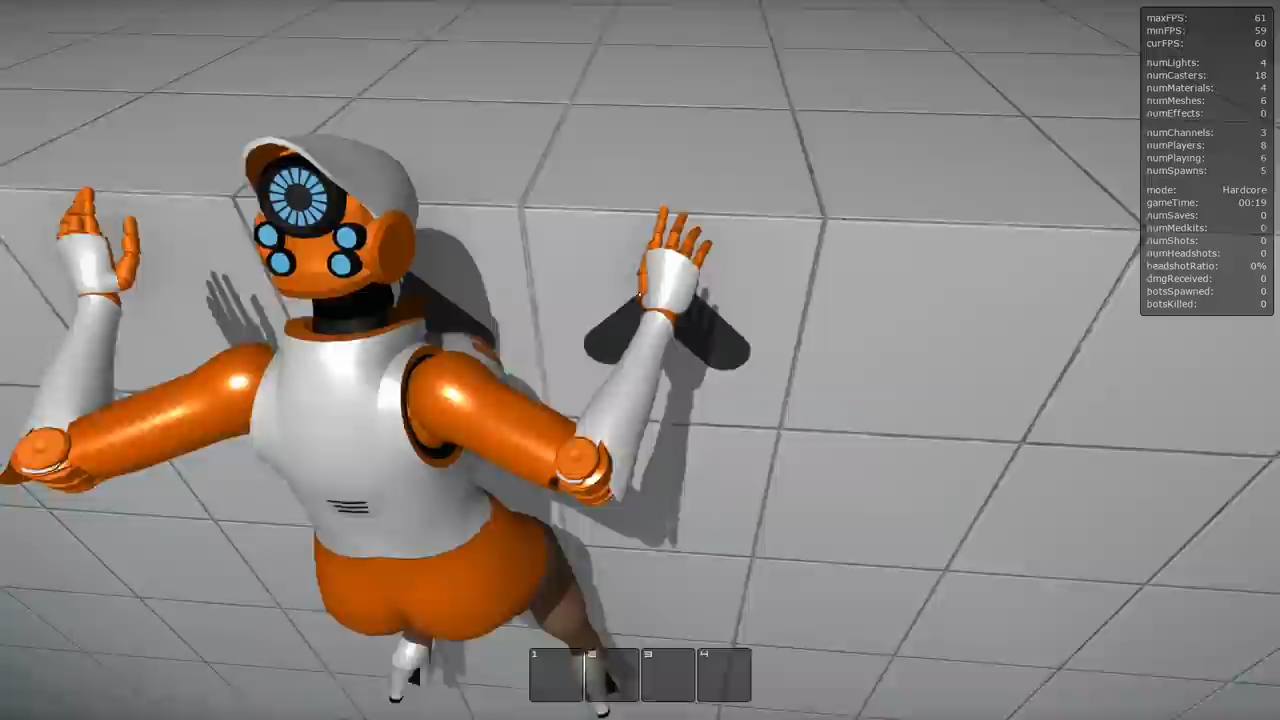 maxFPS: 61
minFPS: 59
curFPS: 60
numLights: 4
numCasters: 18
numMaterials: 4
numMeshes: 6
numEffects: 0
numChannels: 3
numPlayers: 8
numPlaying: 6
numSpawns: 5
mode: Hardcore
gameTime: 00:19
numSaves: 0
numMedkits: 0
numShots: 0
numHeadshots: 0
headshotRatio: 0%
dmgReceived: 0
botsSpawned: 0
botsKilled: 0
1 2 3 4